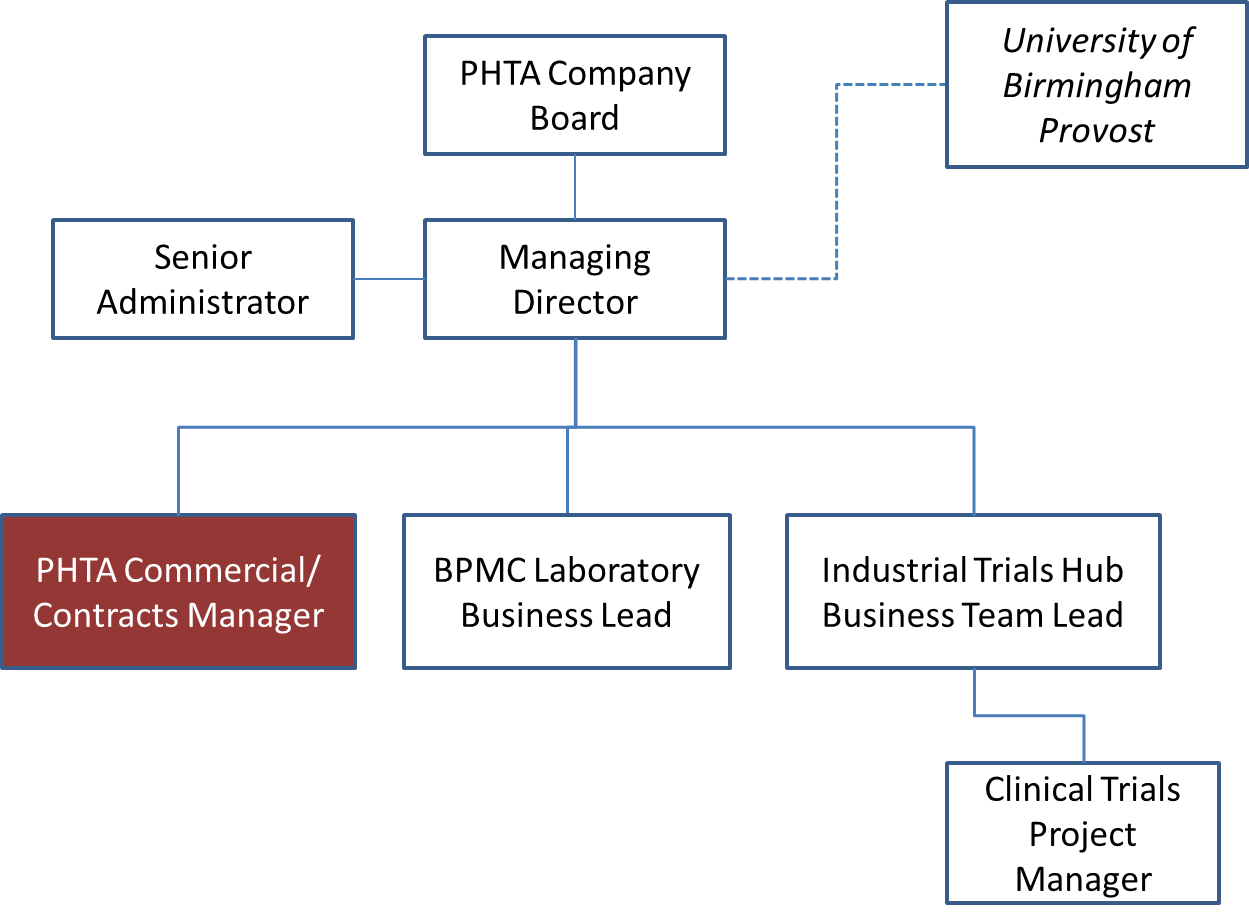 PHTA Company
Board
University of
Birmingham
Provost
Senior
Administrator
Managing
Director
PHTA Commercial/
Contracts Manager
BPMC Laboratory
Business Lead
Industrial Trials Hub
Business Team Lead
Clinical Trials
Project
Manager